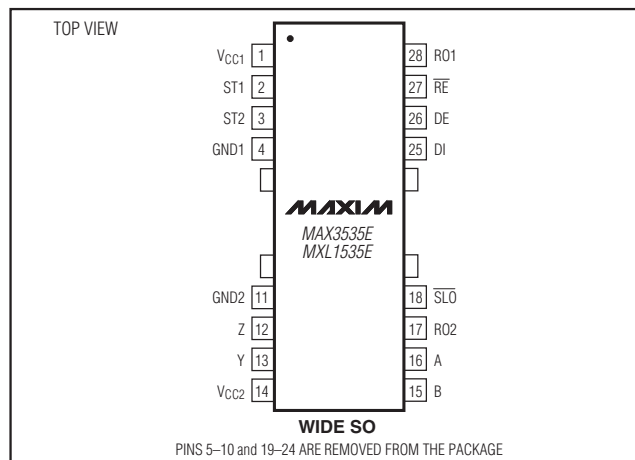 TOP VIEW
VCC1 1 28 RO1
ST1 2 27 RE
ST2 3 26 DE
GND1 4 25 DI
MAXIM
MAX3535E
MXL1535E
GND2 11 18 SLO
Z 12 17 RO2
Y 13 16 A
VCC2 14 15 B
WIDE SO
PINS 5–10 and 19–24 ARE REMOVED FROM THE PACKAGE